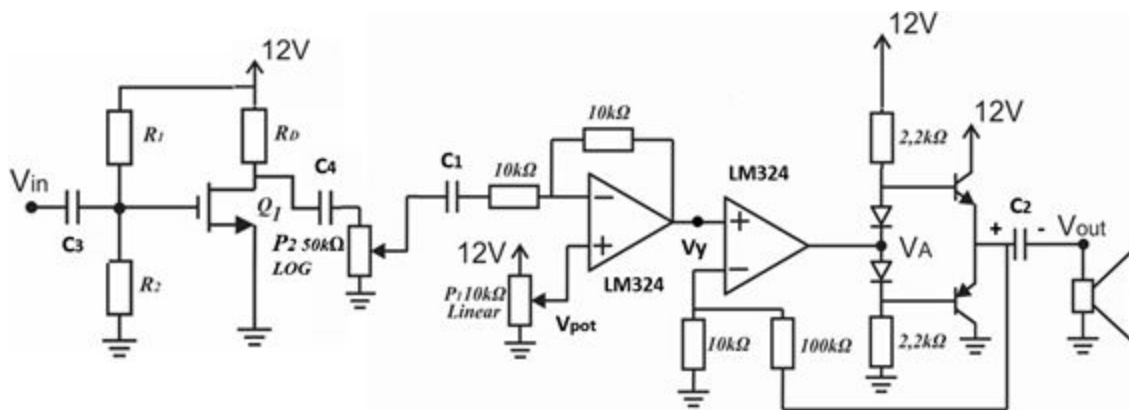 12V
R1
RD
Vin
C3
R2
Q1
C4
P2 50kΩ
LOG
C1
10kΩ
10kΩ
−
+
LM324
12V
P1 10kΩ
Linear
Vpot
Vy
LM324
+
−
10kΩ
100kΩ
12V
2,2kΩ
VA
2,2kΩ
12V
+
C2
-
Vout